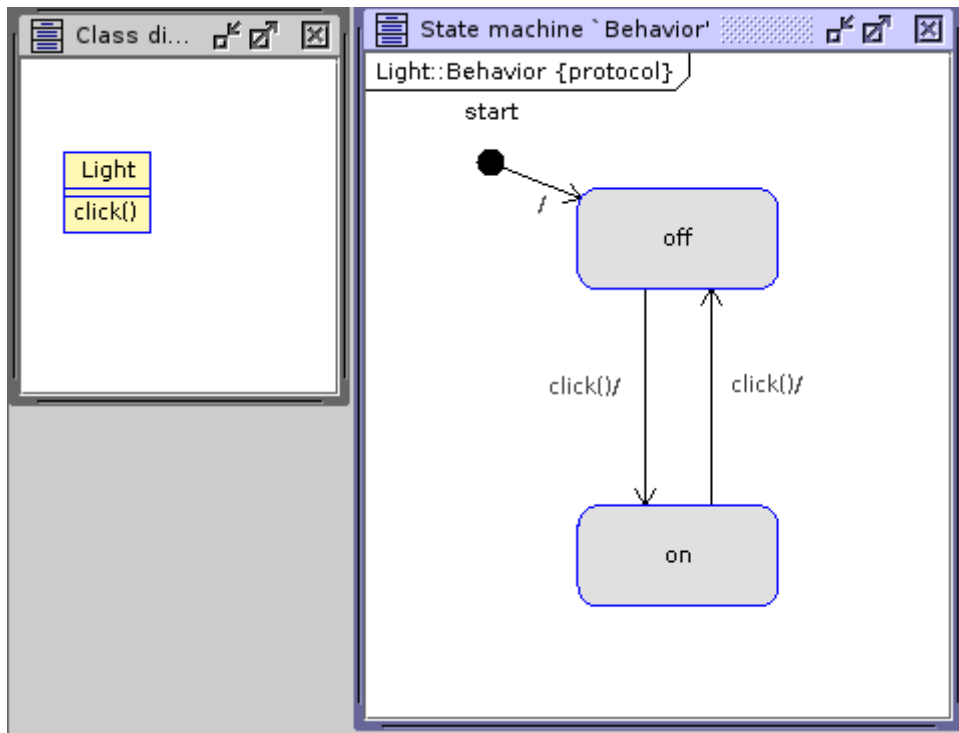 Class di...
Light
click()
State machine `Behavior'
Light::Behavior {protocol}
start
/
off
click()/
click()/
on